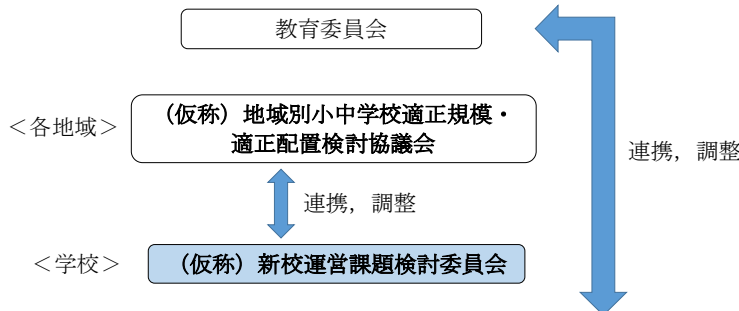 教育委員会
＜各地域＞
（仮称）地域別小中学校適正規模・
適正配置検討協議会
連携，調整
連携，調整
＜学校＞
（仮称）新校運営課題検討委員会